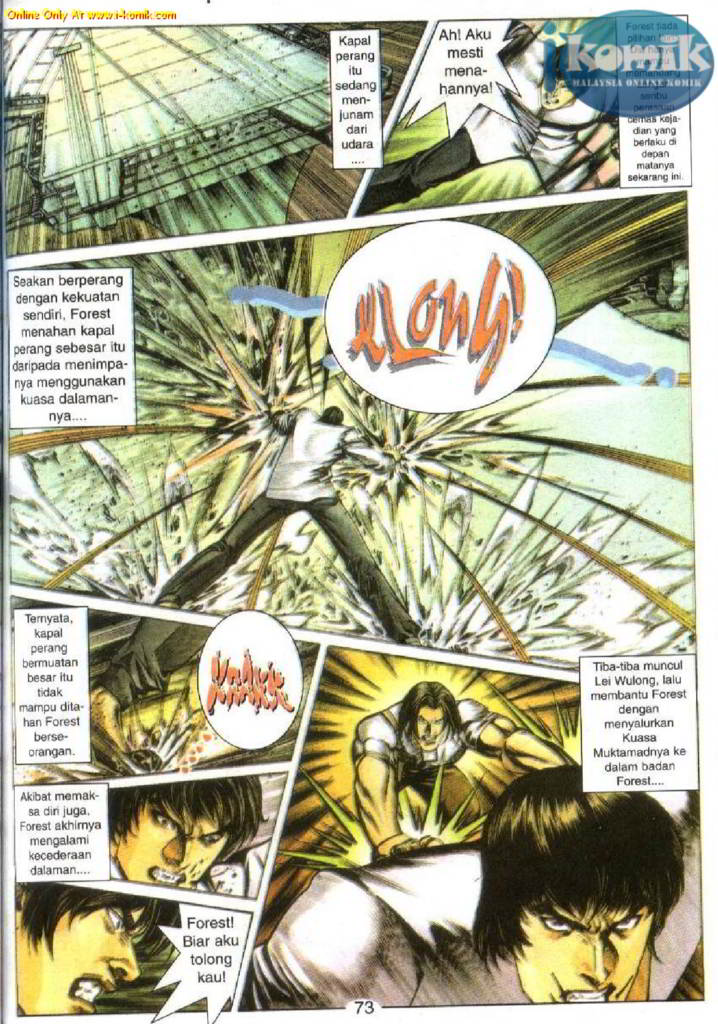 Online Only At www.i-komik.com
Kapal
perang
itu
sedang
men-
junam
dari
udara
....
Ah! Aku
mesti
mena-
hannya!
ikomik
MALAYSIA ONLINE KOMIK
Forest tiada
pilihan
cemas keja-
dian yang
berlaku di
depan
matanya
sekarang ini.
Seakan berperang
dengan kekuatan
sendiri, Forest
menahan kapal
perang sebesar itu
daripada menimpa-
nya menggunakan
kuasa dalaman-
nya....
KLONG!
Ternyata,
kapal
perang
bermuatan
besar itu
tidak
mampu dita-
han Forest
berse-
orangan.
KRAKK
Tiba-tiba muncul
Lei Wulong, lalu
membantu Forest
dengan
menyalurkan
Kuasa
Muktamadnya ke
dalam badan
Forest....
Akibat memak-
sa diri juga,
Forest akhirnya
mengalami
kecederaan
dalaman....
Forest!
Biar aku
tolong
kau!
73